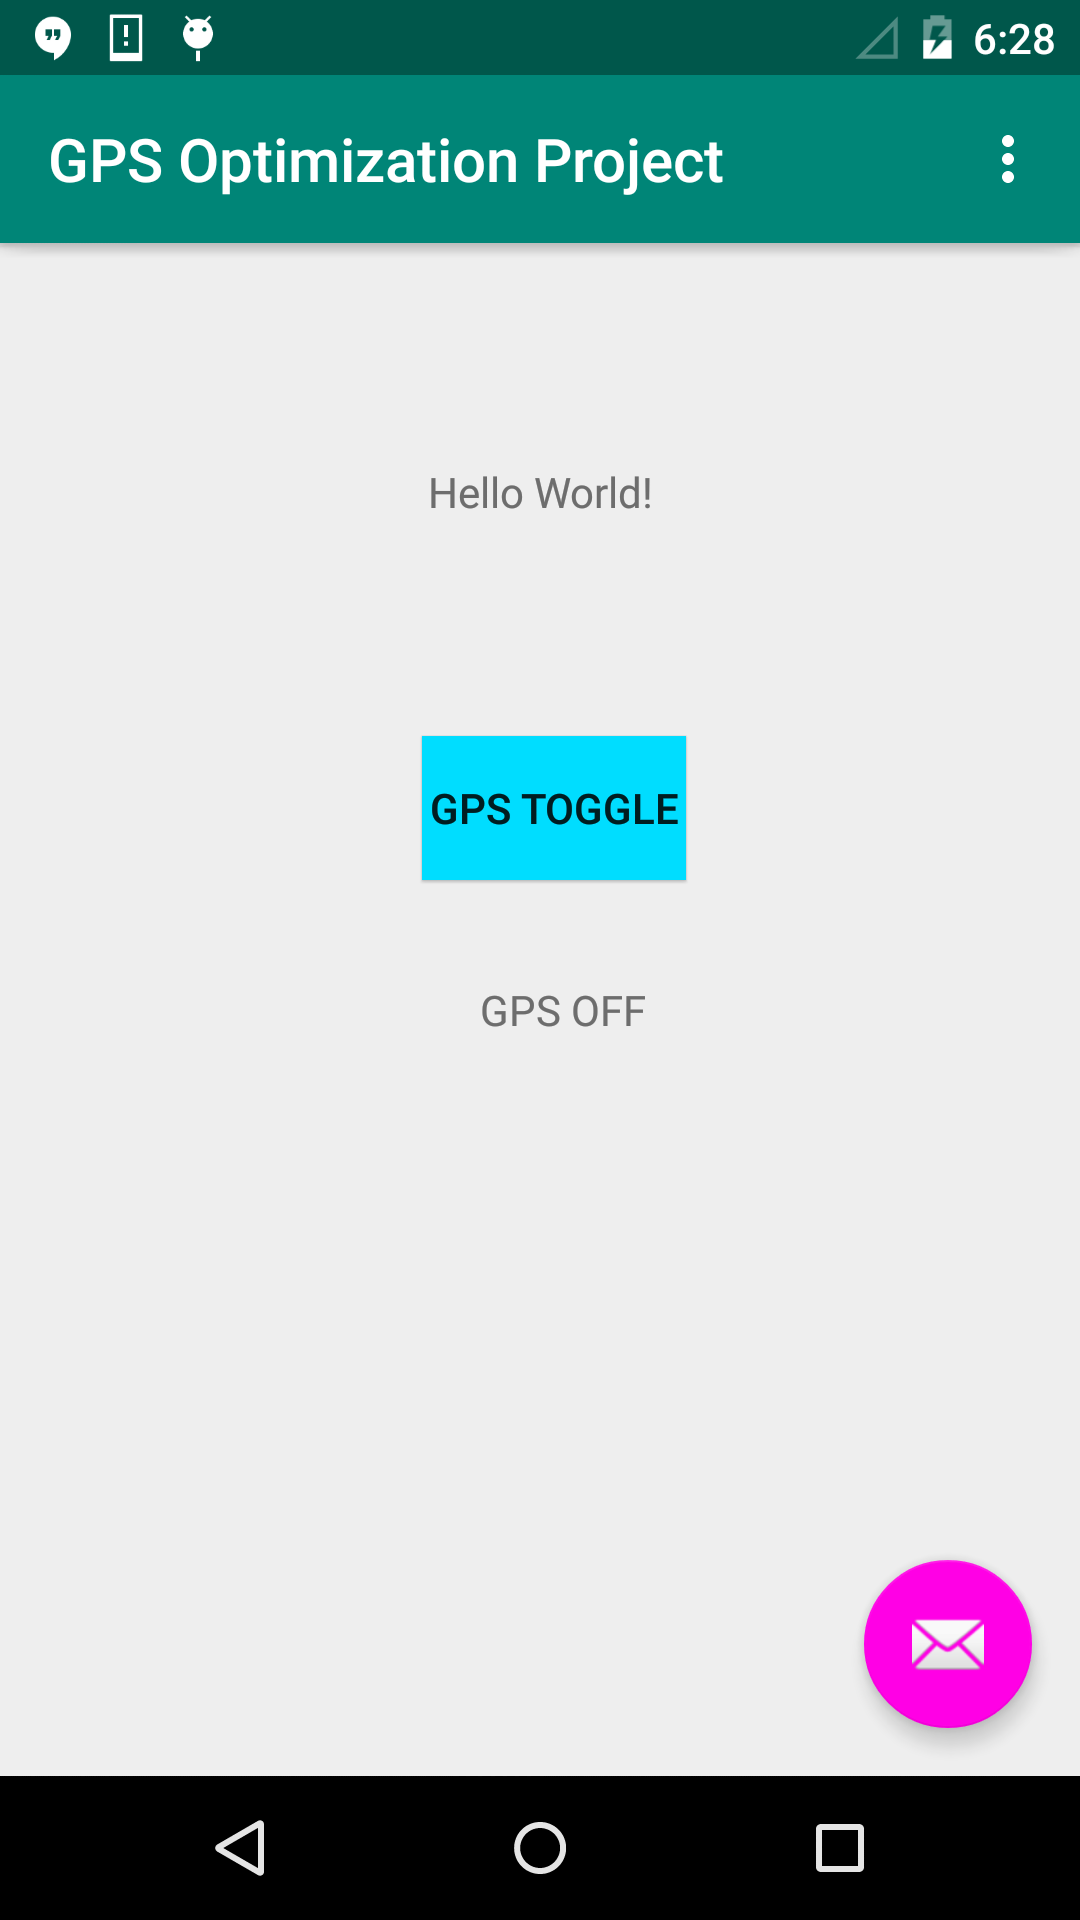 6:28
GPS Optimization Project
Hello World!
GPS TOGGLE
GPS OFF